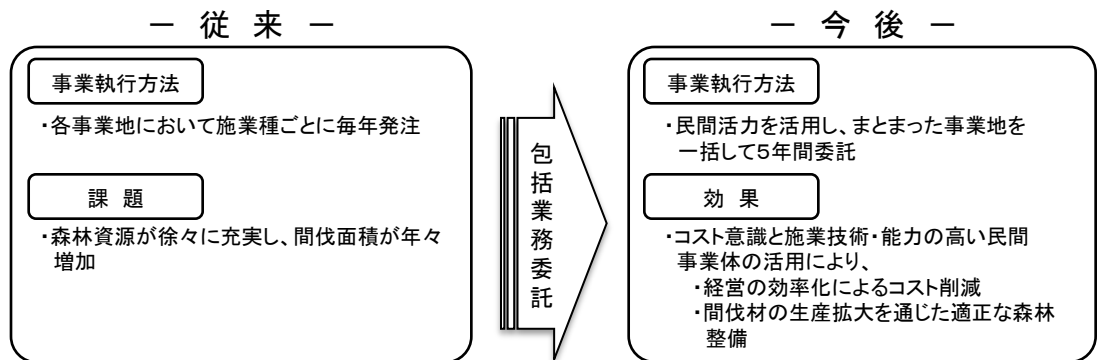 － 従 来 －
事業執行方法
・各事業地において施業種ごとに毎年発注
課 題
・森林資源が徐々に充実し、間伐面積が年々
増加
包括業務委託
－ 今 後 －
事業執行方法
・民間活力を活用し、まとまった事業地を
一括して５年間委託
効 果
・コスト意識と施業技術・能力の高い民間
事業体の活用により、
・経営の効率化によるコスト削減
・間伐材の生産拡大を通じた適正な森林
整備